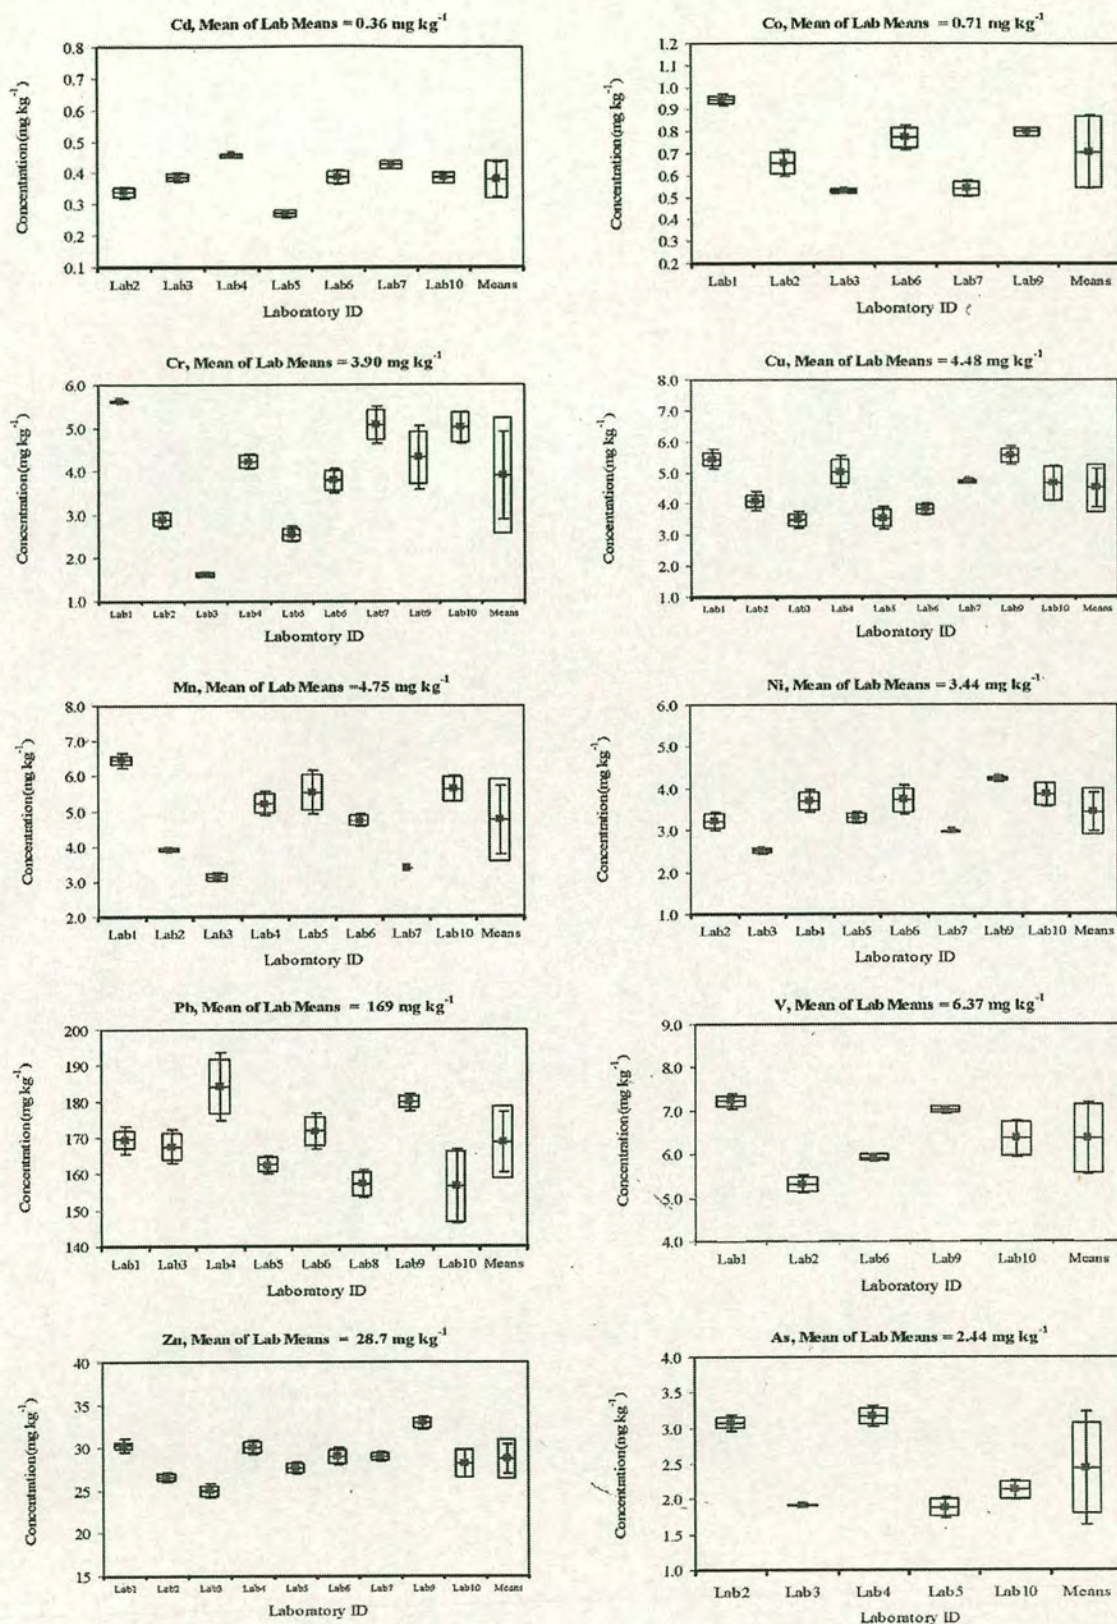 Cd, Mean of Lab Means = 0.36 mg kg-1
Concentration(mg kg-1)
0.8
0.7
0.6
0.5
0.4
0.3
0.2
0.1
Lab2 Lab3 Lab4 Lab5 Lab6 Lab7 Lab10 Means
Laboratory ID
Co, Mean of Lab Means = 0.71 mg kg-1
Concentration(mg kg-1)
1.2
1.1
1.0
0.9
0.8
0.7
0.6
0.5
0.4
0.3
0.2
Lab1 Lab2 Lab3 Lab6 Lab7 Lab9 Means
Laboratory ID
Cr, Mean of Lab Means = 3.90 mg kg-1
Concentration(mg kg-1)
6.0
5.0
4.0
3.0
2.0
1.0
Lab1 Lab2 Lab3 Lab4 Lab5 Lab6 Lab7 Lab9 Lab10 Means
Laboratory ID
Cu, Mean of Lab Means = 4.48 mg kg-1
Concentration(mg kg-1)
8.0
7.0
6.0
5.0
4.0
3.0
2.0
1.0
Lab1 Lab2 Lab3 Lab4 Lab5 Lab6 Lab7 Lab9 Lab10 Means
Laboratory ID
Mn, Mean of Lab Means =4.75 mg kg-1
Concentration(mg kg-1)
8.0
7.0
6.0
5.0
4.0
3.0
2.0
Lab1 Lab2 Lab3 Lab4 Lab5 Lab6 Lab7 Lab10 Means
Laboratory ID
Ni, Mean of Lab Means = 3.44 mg kg-1
Concentration(mg kg-1)
6.0
5.0
4.0
3.0
2.0
1.0
Lab2 Lab3 Lab4 Lab5 Lab6 Lab7 Lab9 Lab10 Means
Laboratory ID
Pb, Mean of Lab Means = 169 mg kg-1
Concentration(mg kg-1)
200
190
180
170
160
150
140
Lab1 Lab3 Lab4 Lab5 Lab6 Lab8 Lab9 Lab10 Means
Laboratory ID
V, Mean of Lab Means = 6.37 mg kg-1
Concentration(mg kg-1)
9.0
8.0
7.0
6.0
5.0
4.0
Lab1 Lab2 Lab6 Lab9 Lab10 Means
Laboratory ID
Zn, Mean of Lab Means = 28.7 mg kg-1
Concentration(mg kg-1)
40
35
30
25
20
15
Lab1 Lab2 Lab3 Lab4 Lab5 Lab6 Lab7 Lab9 Lab10 Means
Laboratory ID
As, Mean of Lab Means = 2.44 mg kg-1
Concentration(mg kg-1)
4.0
3.5
3.0
2.5
2.0
1.5
1.0
Lab2 Lab3 Lab4 Lab5 Lab10 Means
Laboratory ID